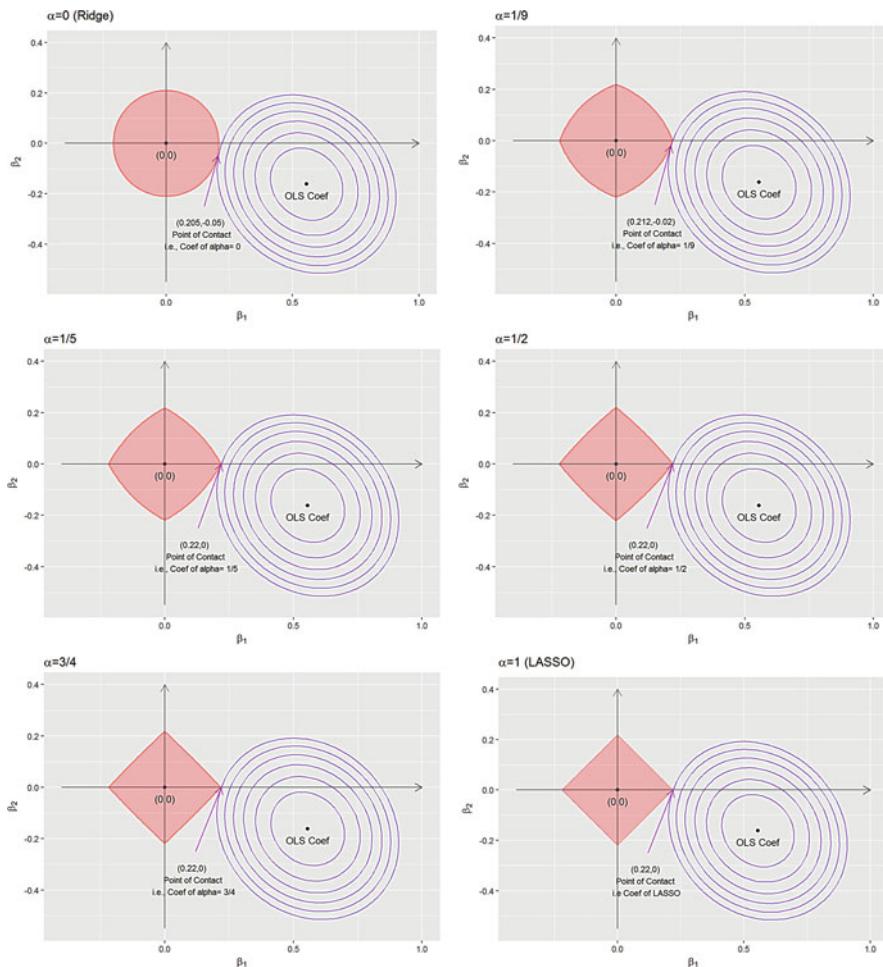 α=0 (Ridge)
0.4
0.2
0.0
-0.2
-0.4
β2
(0.0)
OLS Coef
(0.205,-0.05)
Point of Contact
i.e., Coef of alpha= 0
0.0
0.5
1.0
β1
α=1/9
0.4
0.2
0.0
-0.2
-0.4
β2
(0.0)
OLS Coef
(0.212,-0.02)
Point of Contact
i.e., Coef of alpha= 1/9
0.0
0.5
1.0
β1
α=1/5
0.4
0.2
0.0
-0.2
-0.4
β2
(0.0)
OLS Coef
(0.22,0)
Point of Contact
i.e., Coef of alpha= 1/5
0.0
0.5
1.0
β1
α=1/2
0.4
0.2
0.0
-0.2
-0.4
β2
(0.0)
OLS Coef
(0.22,0)
Point of Contact
i.e., Coef of alpha= 1/2
0.0
0.5
1.0
β1
α=3/4
0.4
0.2
0.0
-0.2
-0.4
β2
(0.0)
OLS Coef
(0.22,0)
Point of Contact
i.e., Coef of alpha= 3/4
0.0
0.5
1.0
β1
α=1 (LASSO)
0.4
0.2
0.0
-0.2
-0.4
β2
(0.0)
OLS Coef
(0.22,0)
Point of Contact
i.e Coef of LASSO
0.0
0.5
1.0
β1